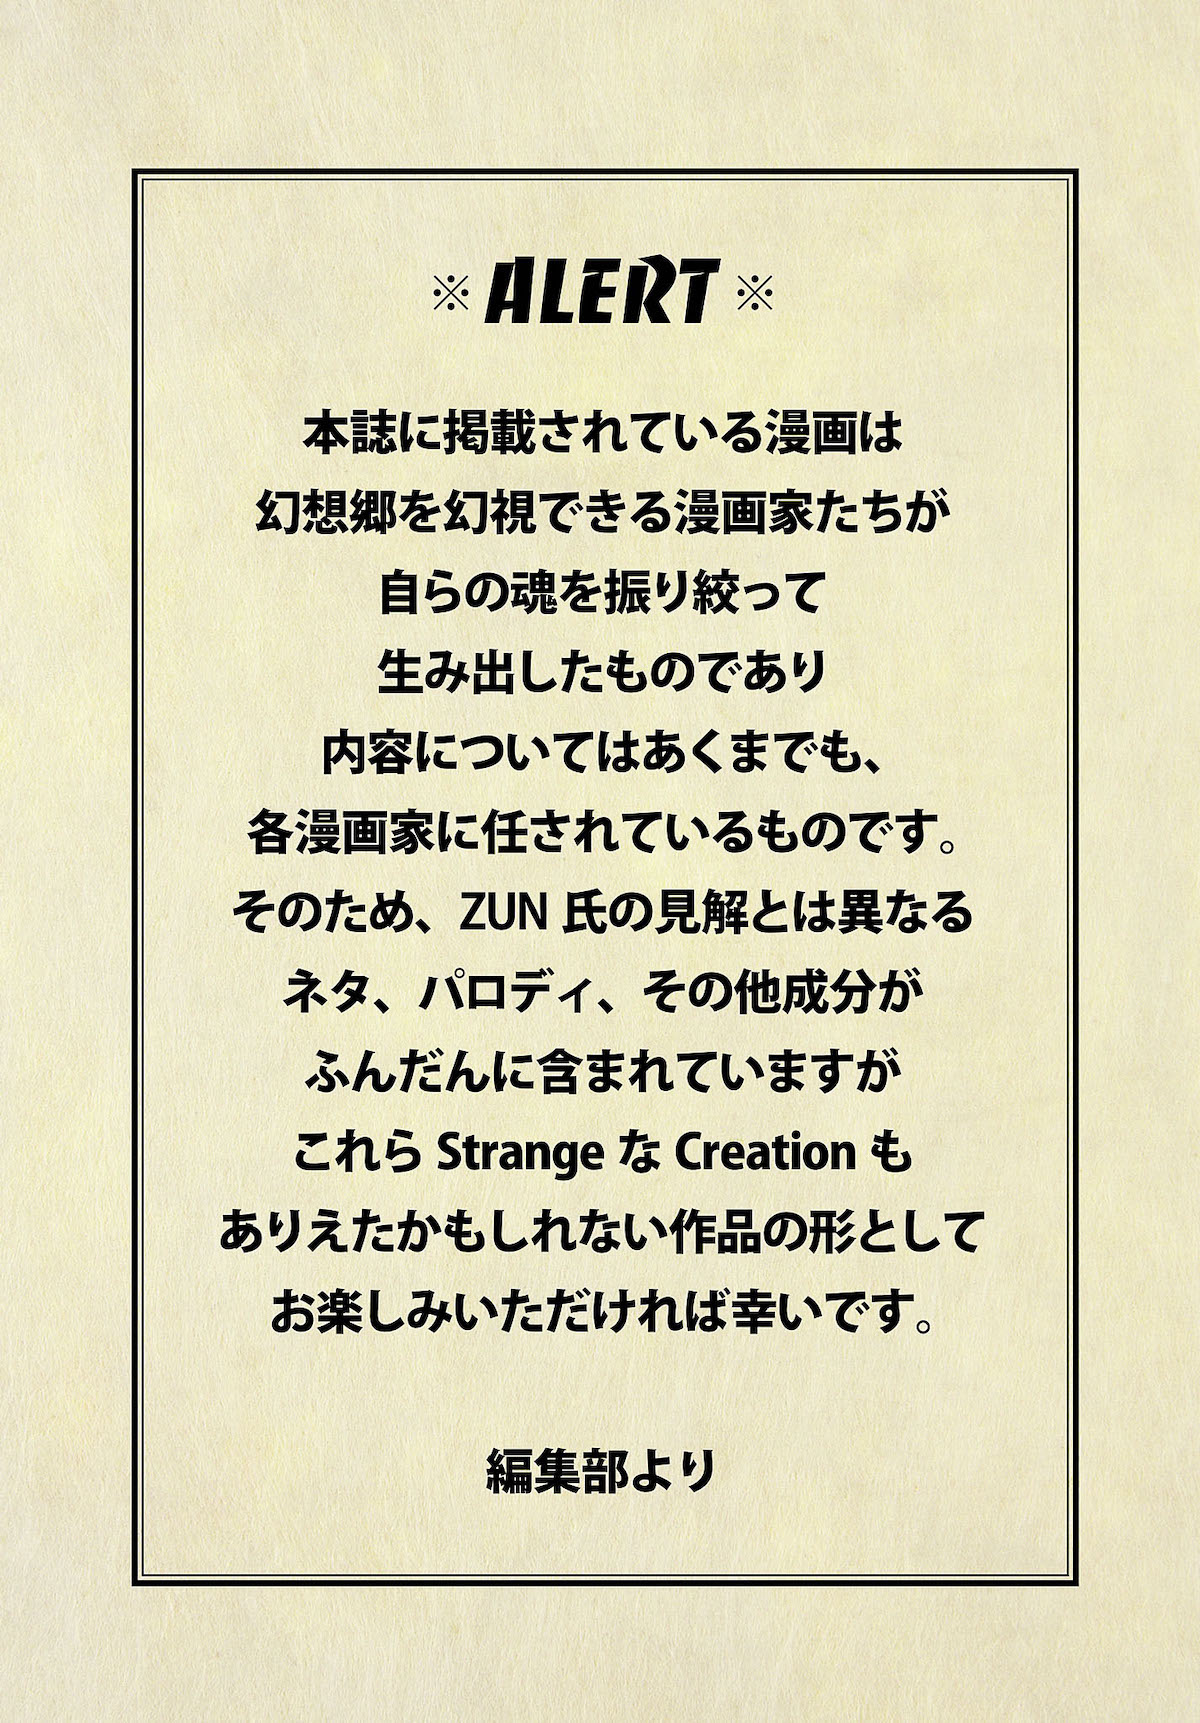 ※ALERT※
本誌に掲載されている漫画は
幻想郷を幻視できる漫画家たちが
自らの魂を振り絞って
生み出したものであり
内容についてはあくまでも、
各漫画家に任されているものです。
そのため、ZUN 氏の見解とは異なる
ネタ、パロディ、その他成分が
ふんだんに含まれていますが
これら Strange な Creation も
ありえたかもしれない作品の形として
お楽しみいただければ幸いです。
編集部より